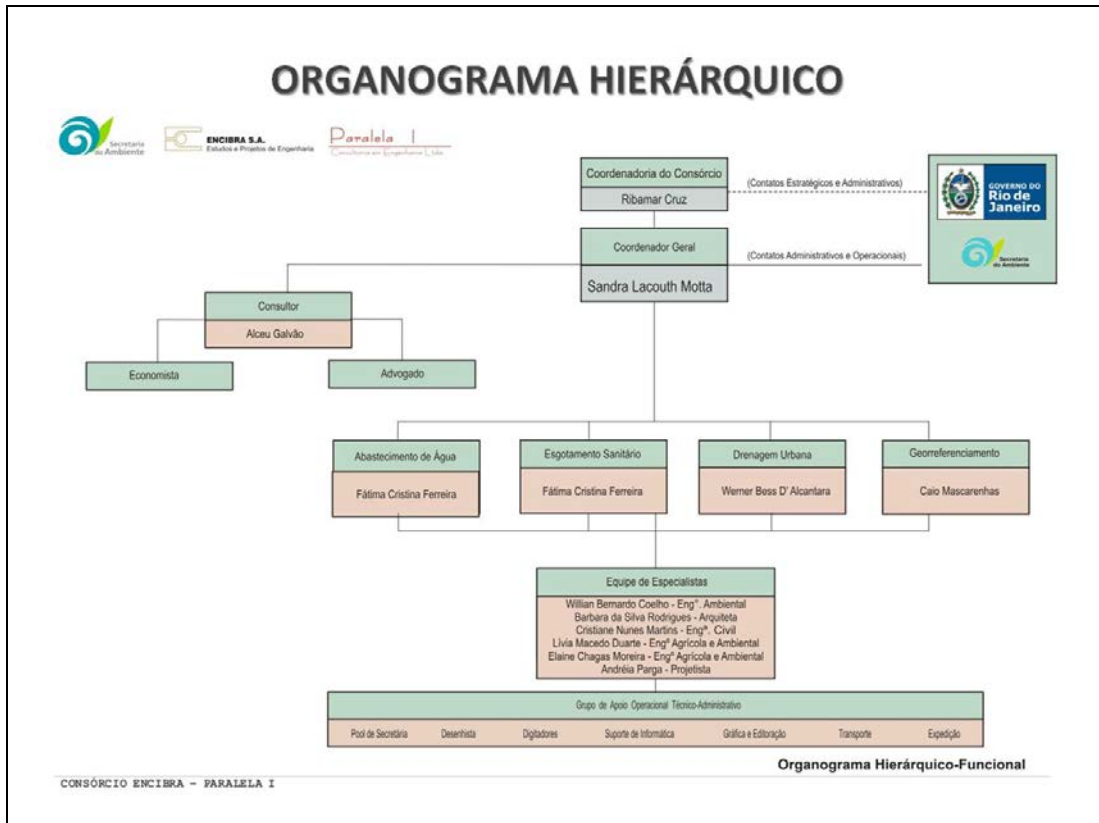 ORGANOGRAMA HIERÁRQUICO
Secretaria
do Ambiente
ENCIBRA S.A.
Estudos e Projetos de Engenharia
Paralela I
Consultoria em Engenharia Ltda
Coordenadoria do Consórcio
Ribamar Cruz
(Contatos Estratégicos e Administrativos)
GOVERNO DO
Rio de
Janeiro
Coordenador Geral
Sandra Lacouth Motta
(Contatos Administrativos e Operacionais)
Secretaria
do Ambiente
Consultor
Alceu Galvão
Economista
Advogado
Abastecimento de Água
Fátima Cristina Ferreira
Esgotamento Sanitário
Fátima Cristina Ferreira
Drenagem Urbana
Werner Bess D' Alcantara
Georreferenciamento
Caio Mascarenhas
Equipe de Especialistas
Willian Bernardo Coelho - Eng°. Ambiental
Barbara da Silva Rodrigues - Arquiteta
Cristiane Nunes Martins - Engª. Civil
Lívia Macedo Duarte - Engª Agrícola e Ambiental
Elaine Chagas Moreira - Engª Agrícola e Ambiental
Andréia Parga - Projetista
Grupo de Apoio Operacional Técnico-Administrativo
Pool de Secretária
Desenhista
Digitadores
Suporte de Informática
Gráfica e Editoração
Transporte
Expedição
Organograma Hierárquico-Funcional
CONSÓRCIO ENCIBRA – PARALELA I